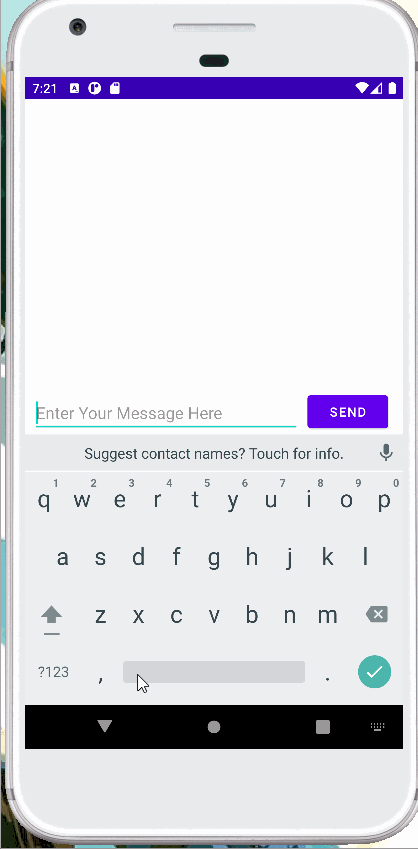 7:21
Enter Your Message Here
SEND
Suggest contact names? Touch for info.
1 2 3 4 5 6 7 8 9 0
q w e r t y u i o p
a s d f g h j k l
z x c v b n m
?123 , .